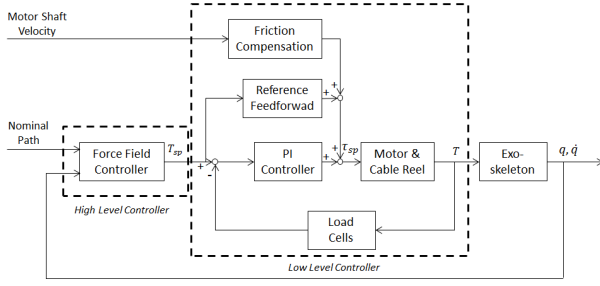 Motor Shaft
Velocity
Friction
Compensation
+
+
Reference
Feedforwad
+
Nominal
Path
Force Field
Controller
T_sp
+
-
PI
Controller
+
+
τ_sp
Motor &
Cable Reel
T
Exo-
skeleton
q, q̇
High Level Controller
Load
Cells
Low Level Controller